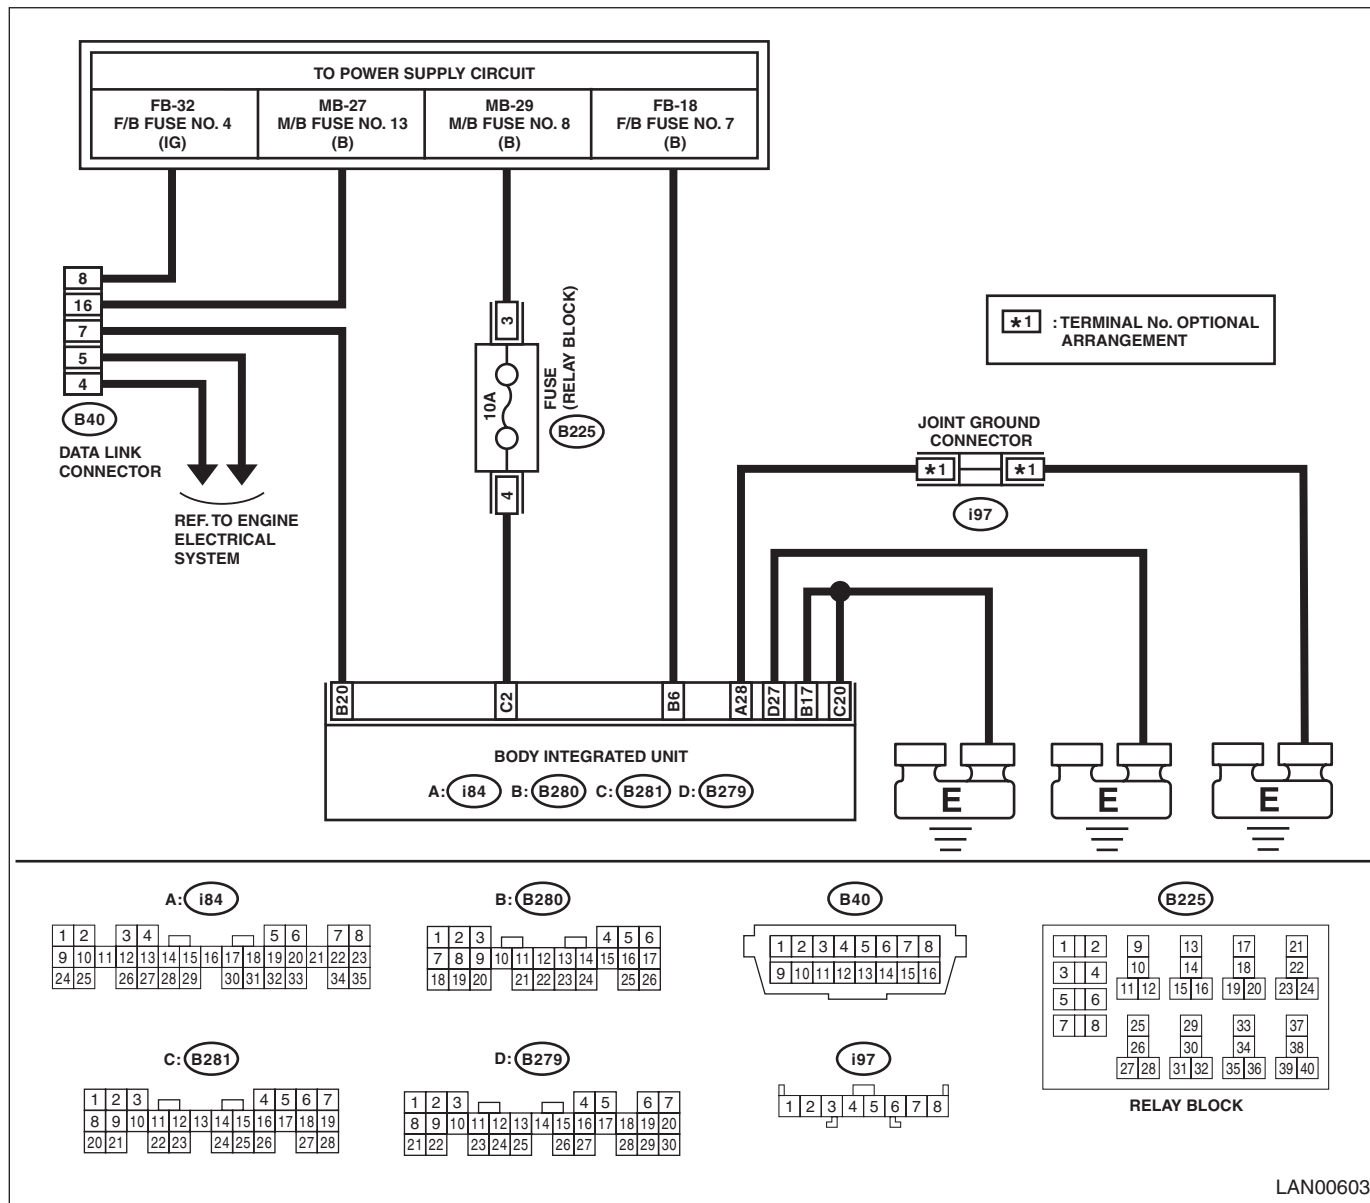 TO POWER SUPPLY CIRCUIT
FB-32
F/B FUSE NO. 4
(IG)
MB-27
M/B FUSE NO. 13
(B)
MB-29
M/B FUSE NO. 8
(B)
FB-18
F/B FUSE NO. 7
(B)
8
16
7
5
4
B40
DATA LINK
CONNECTOR
REF. TO ENGINE
ELECTRICAL
SYSTEM
3
10A
4
FUSE
(RELAY BLOCK)
B225
*1 : TERMINAL No. OPTIONAL
ARRANGEMENT
JOINT GROUND
CONNECTOR
*1 *1
i97
B20 C2 B6 A28 D27 B17 C20
BODY INTEGRATED UNIT
A: i84 B: B280 C: B281 D: B279
E E E
A: i84
1 2 3 4 5 6 7 8
9 10 11 12 13 14 15 16 17 18 19 20 21 22 23
24 25 26 27 28 29 30 31 32 33 34 35
B: B280
1 2 3 4 5 6
7 8 9 10 11 12 13 14 15 16 17
18 19 20 21 22 23 24 25 26
B40
1 2 3 4 5 6 7 8
9 10 11 12 13 14 15 16
B225
1 2 9 13 17 21
3 4 10 14 18 22
11 12 15 16 19 20 23 24
5 6
7 8 25 29 33 37
26 30 34 38
27 28 31 32 35 36 39 40
RELAY BLOCK
C: B281
1 2 3 4 5 6 7
8 9 10 11 12 13 14 15 16 17 18 19
20 21 22 23 24 25 26 27 28
D: B279
1 2 3 4 5 6 7
8 9 10 11 12 13 14 15 16 17 18 19 20
21 22 23 24 25 26 27 28 29 30
i97
1 2 3 4 5 6 7 8
LAN00603